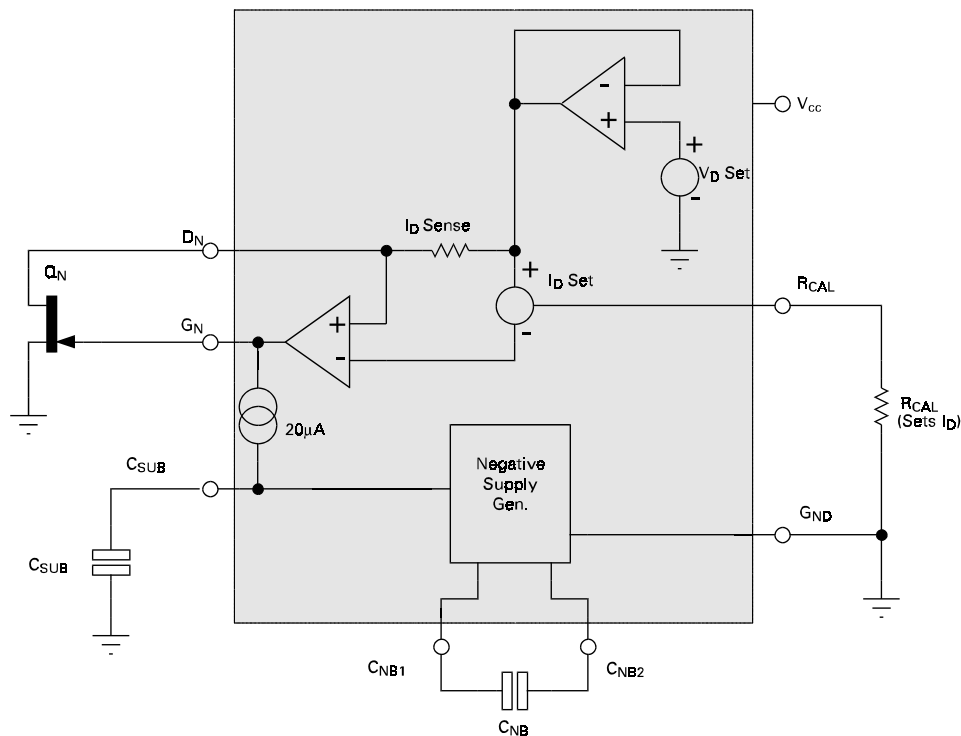 -
+
Vcc
+
VD Set
-
ID Sense
DN
+
ID Set
RCAL
QN
GN
+
-
-
20μA
RCAL
(Sets ID)
CSUB
Negative
Supply
Gen.
GND
CSUB
CNB1
CNB2
CNB